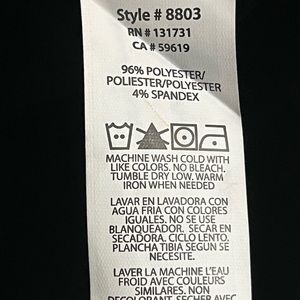 Style # 8803
RN # 131731
CA # 59619
96% POLYESTER/
POLIESTER/POLYESTER
4% SPANDEX
MACHINE WASH COLD WITH
LIKE COLORS. NO BLEACH.
TUMBLE DRY LOW. WARM
IRON WHEN NEEDED
LAVAR EN LAVADORA CON
AGUA FRIA CON COLORES
IGUALES. NO SE USE
BLANQUEADOR. SECAR EN
SECADORA. CICLO LENTO.
PLANCHA TIBIA SEGUN SE
NECESITE.
LAVER LA MACHINE L'EAU
FROID AVEC COULEURS
SIMILAIRES. NON
DECOLORANT. SECHER AVEC